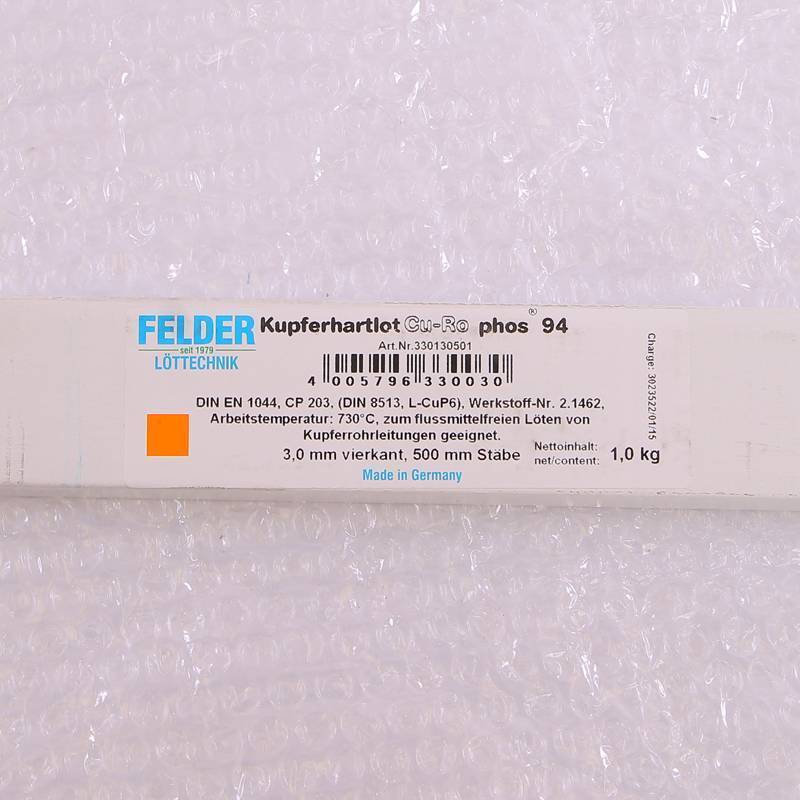 FELDER
seit 1979
LÖTTECHNIK
Kupferhartlot Cu-Ro phos® 94
Art.Nr.330130501
4 005796 330030
DIN EN 1044, CP 203, (DIN 8513, L-CuP6), Werkstoff-Nr. 2.1462,
Arbeitstemperatur: 730°C, zum flussmittelfreien Löten von
Kupferrohrleitungen geeignet.
3,0 mm vierkant, 500 mm Stäbe
Nettoinhalt:
net/content: 1,0 kg
Made in Germany
Charge: 3023522/01/15